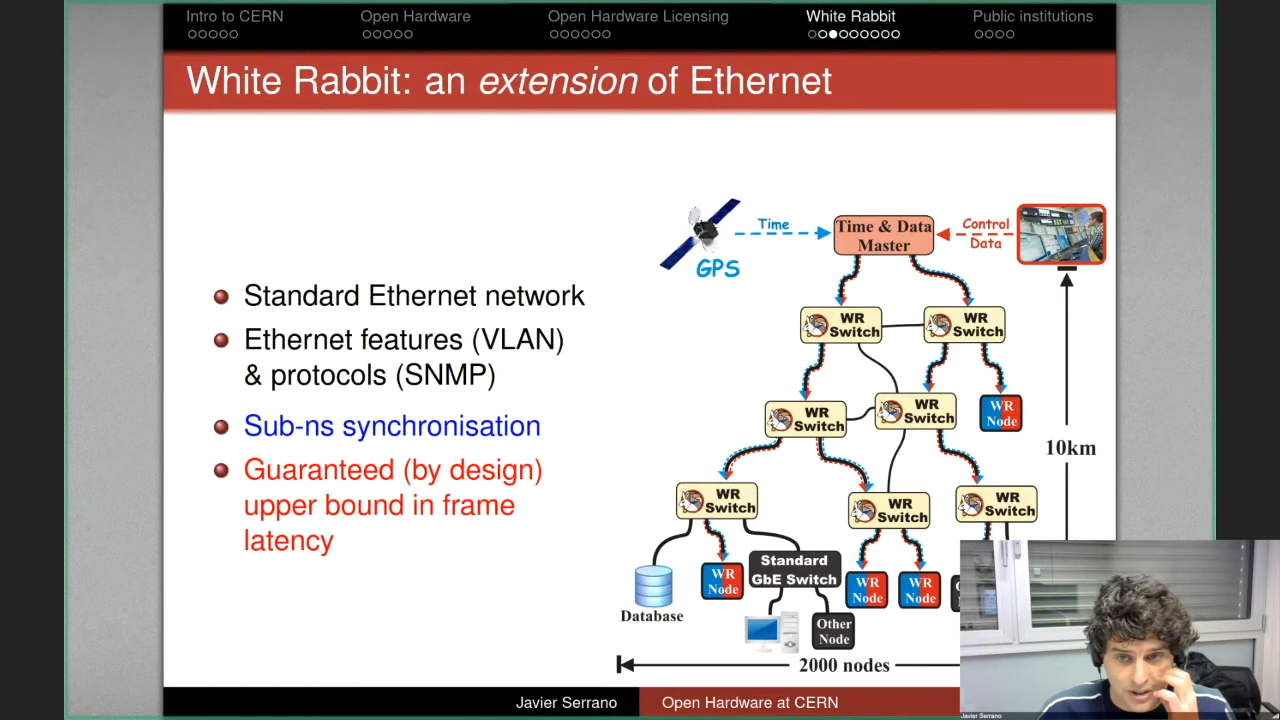 Intro to CERN
Open Hardware
Open Hardware Licensing
White Rabbit
Public institutions
White Rabbit: an extension of Ethernet
Standard Ethernet network
Ethernet features (VLAN)
& protocols (SNMP)
Sub-ns synchronisation
Guaranteed (by design)
upper bound in frame
latency
GPS
Time
Time & Data
Master
Control
Data
WR
Switch
WR
Switch
WR
Switch
WR
Switch
WR
Node
10km
WR
Switch
WR
Switch
WR
Switch
Database
WR
Node
Standard
GbE Switch
WR
Node
WR
Node
Other
Node
2000 nodes
Javier Serrano
Open Hardware at CERN
Javier Serrano